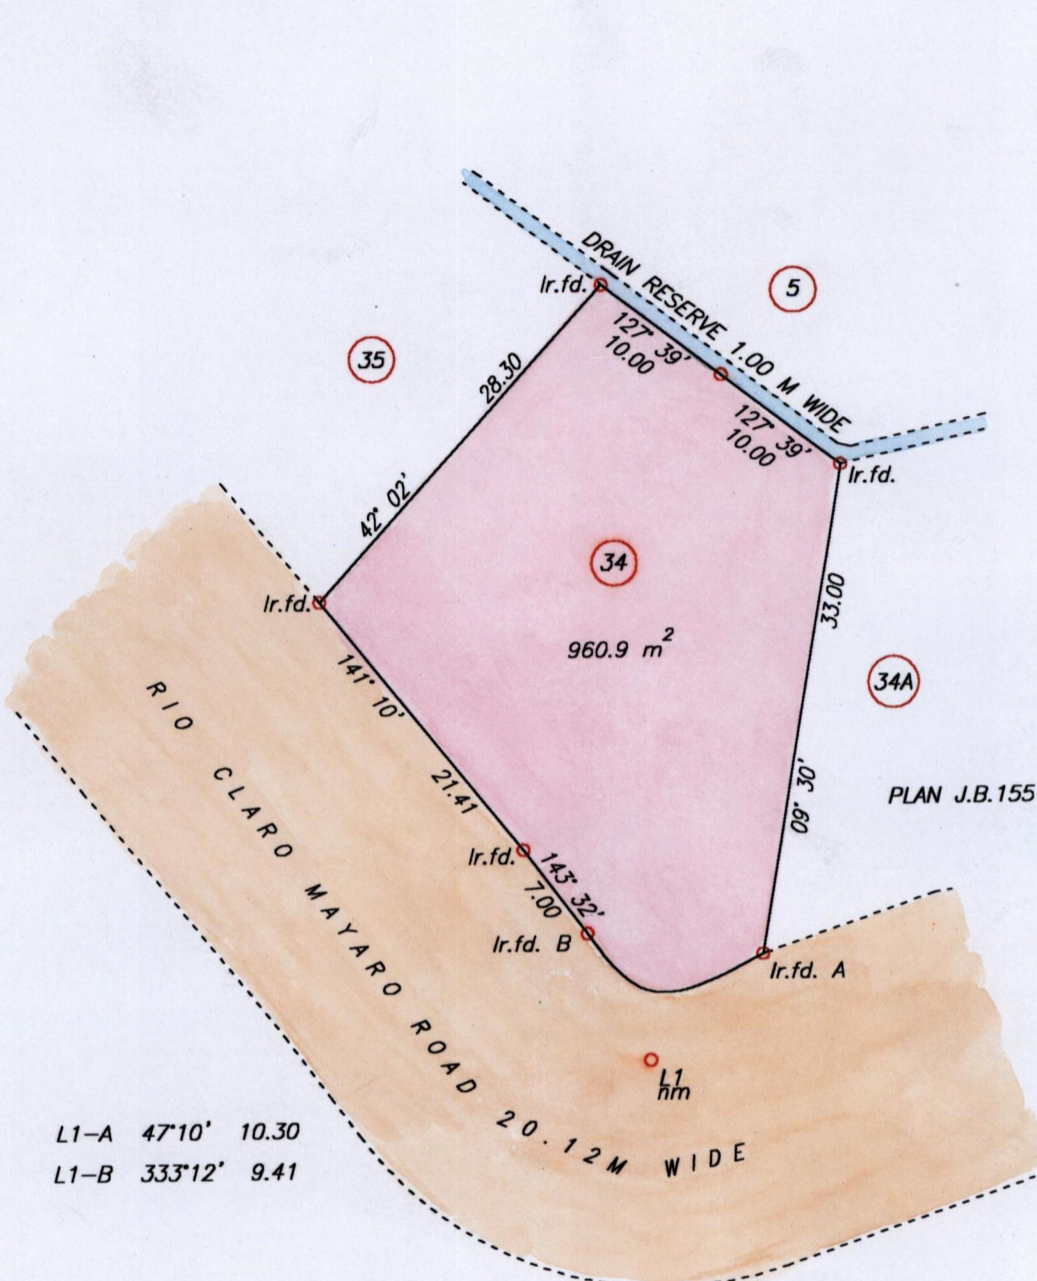 DRAIN RESERVE 1.00 M WIDE
5
Ir.fd.
127° 39'
10.00
35
28.30
127° 39'
10.00
Ir.fd.
42° 02'
34
Ir.fd.
33.00
960.9 m²
34A
141° 10'
09° 30'
PLAN J.B.155
21.41
Ir.fd.
143° 32'
7.00
Ir.fd. B
Ir.fd. A
RIO CLARO MAYARO ROAD 20.12M WIDE
L1
nm
L1-A 47°10' 10.30
L1-B 333°12' 9.41